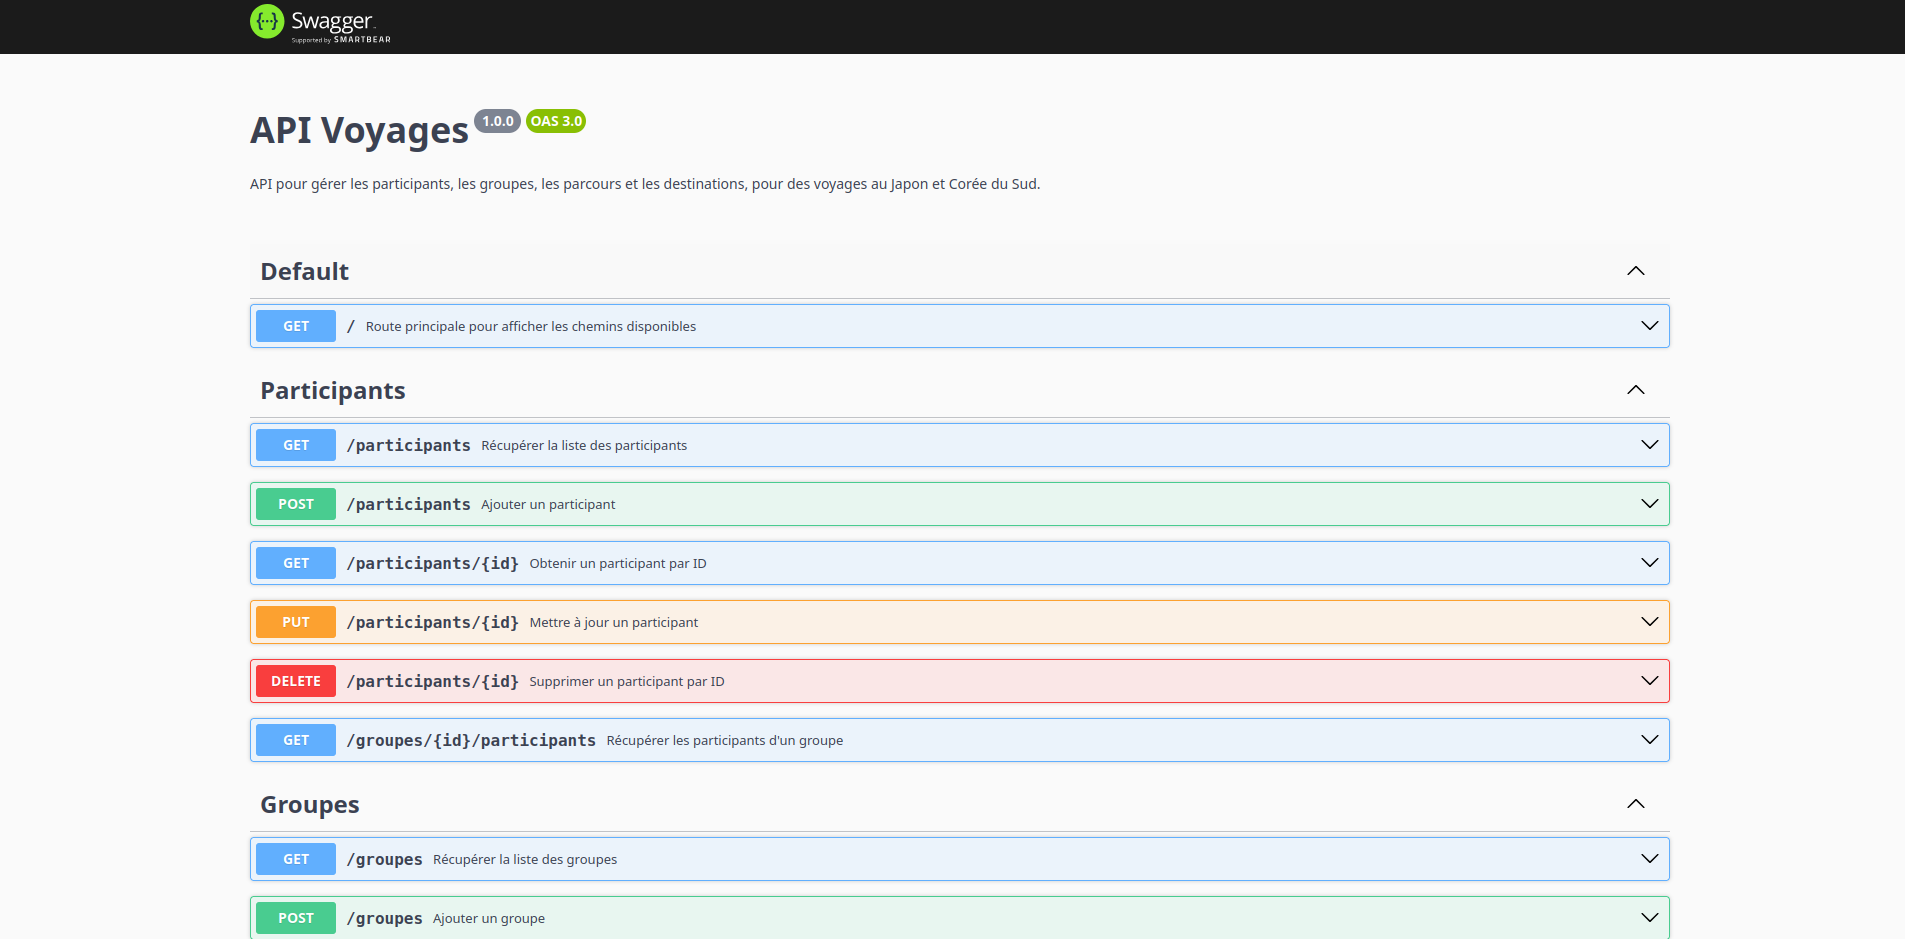 {···} Swagger
Supported by SMARTBEAR
API Voyages 1.0.0 OAS 3.0
API pour gérer les participants, les groupes, les parcours et les destinations, pour des voyages au Japon et Corée du Sud.
Default
GET / Route principale pour afficher les chemins disponibles
Participants
GET /participants Récupérer la liste des participants
POST /participants Ajouter un participant
GET /participants/{id} Obtenir un participant par ID
PUT /participants/{id} Mettre à jour un participant
DELETE /participants/{id} Supprimer un participant par ID
GET /groupes/{id}/participants Récupérer les participants d'un groupe
Groupes
GET /groupes Récupérer la liste des groupes
POST /groupes Ajouter un groupe